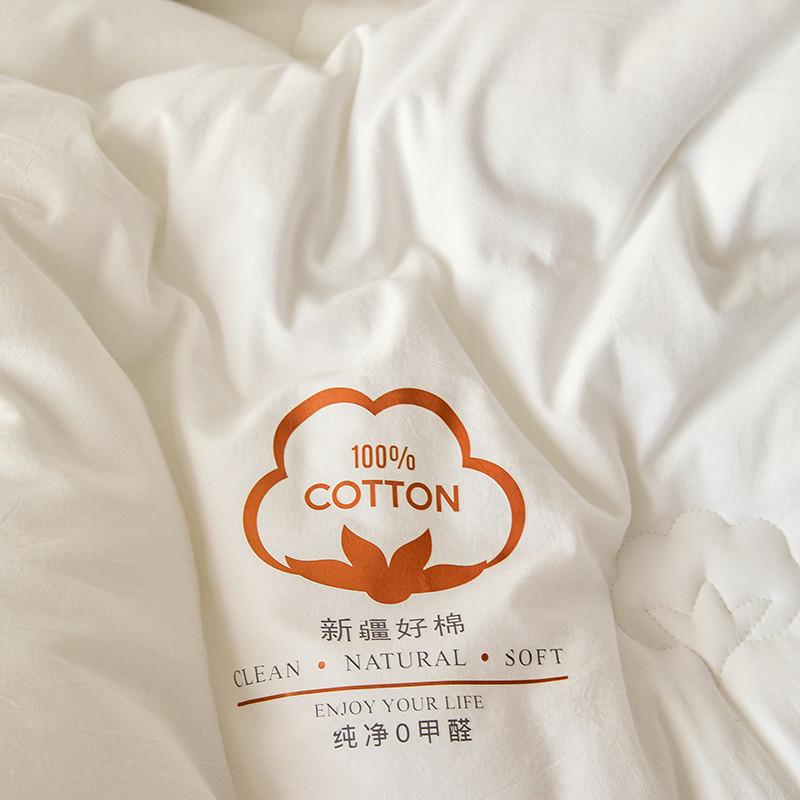 100%
COTTON
新疆好棉
CLEAN • NATURAL • SOFT
ENJOY YOUR LIFE
纯净0甲醛